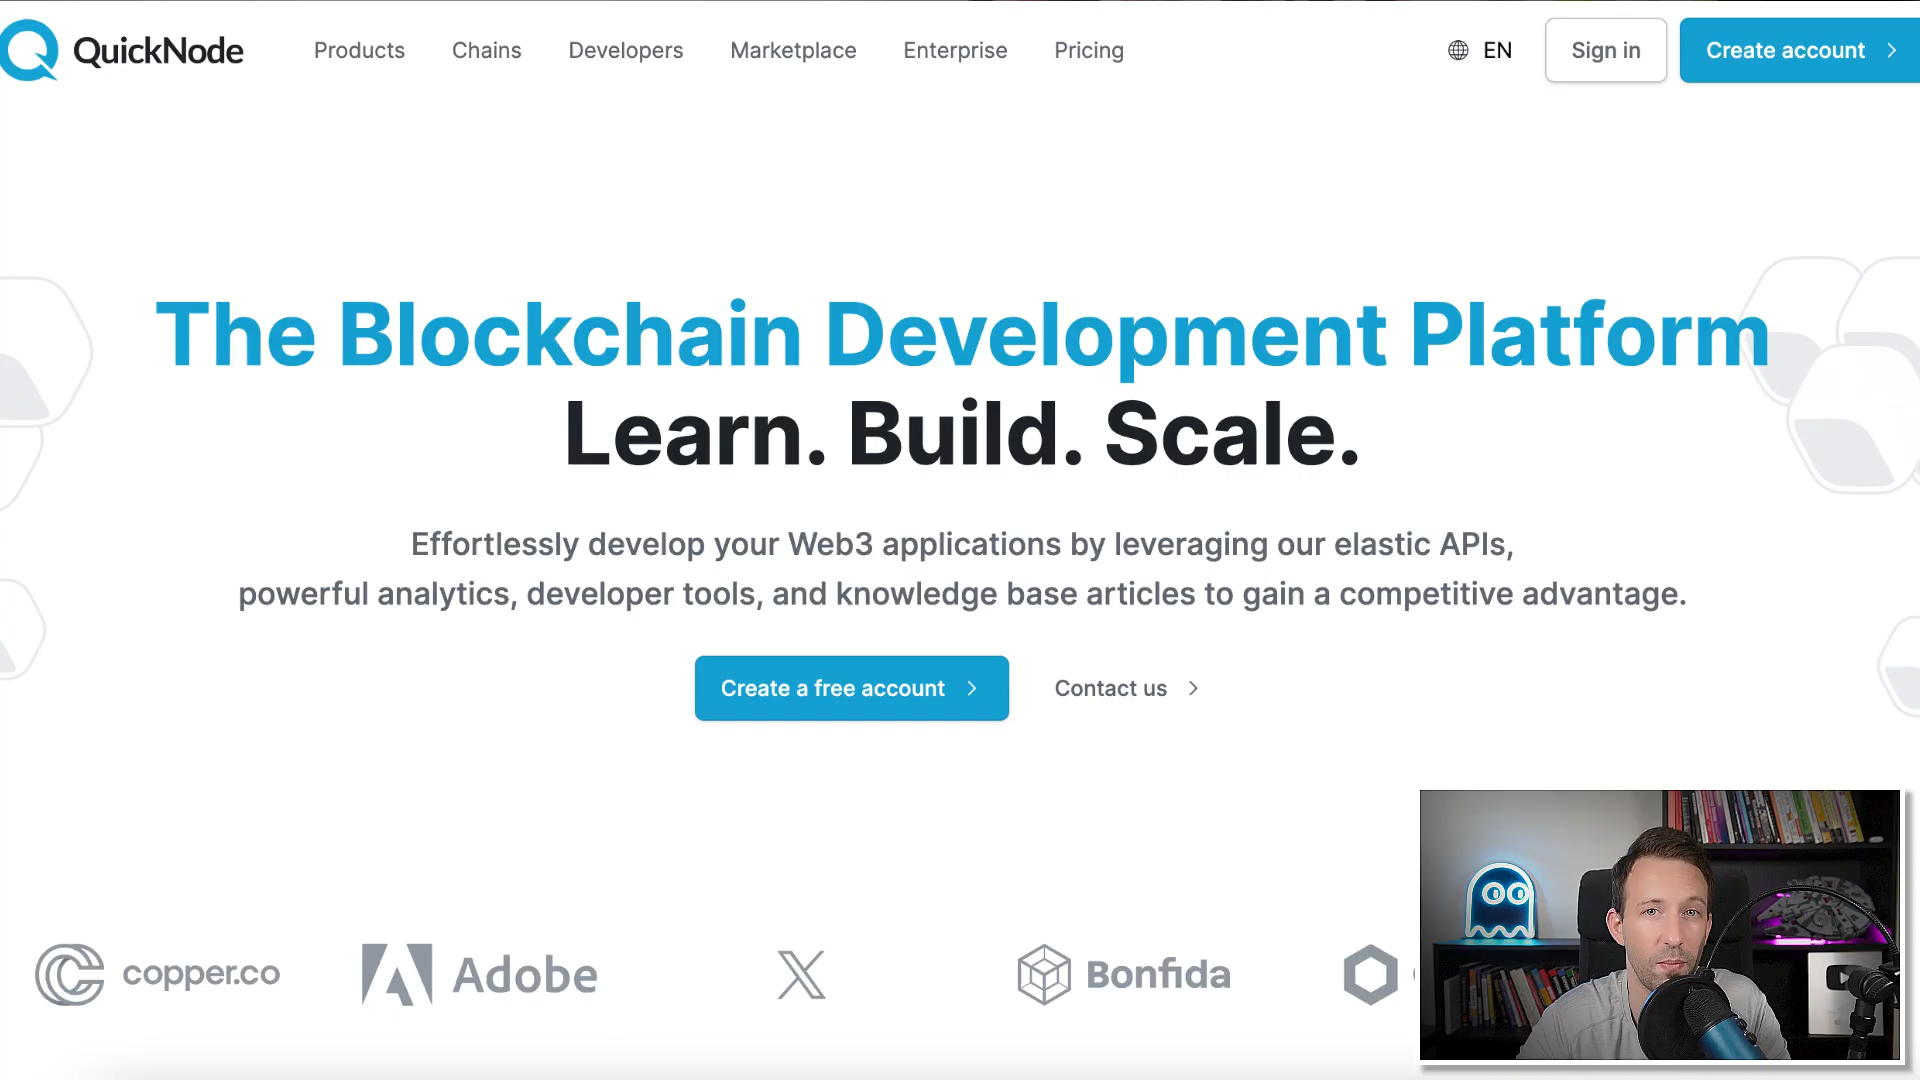 QuickNode
Products
Chains
Developers
Marketplace
Enterprise
Pricing
EN
Sign in
Create account
The Blockchain Development Platform
Learn. Build. Scale.
Effortlessly develop your Web3 applications by leveraging our elastic APIs,
powerful analytics, developer tools, and knowledge base articles to gain a competitive advantage.
Create a free account
Contact us
copper.co
Adobe
Bonfida